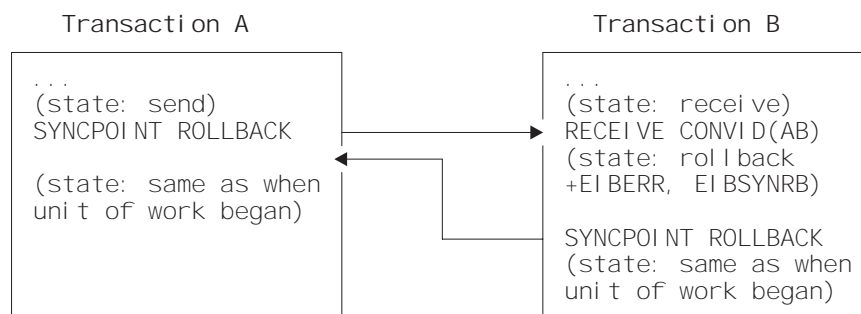 Transaction A
Transaction B
. . .
(state: send)
SYNCPOINT ROLLBACK
(state: same as when
unit of work began)
. . .
(state: receive)
RECEIVE CONVID(AB)
(state: rollback
+EIBERR, EIBSYNRB)
SYNCPOINT ROLLBACK
(state: same as when
unit of work began)